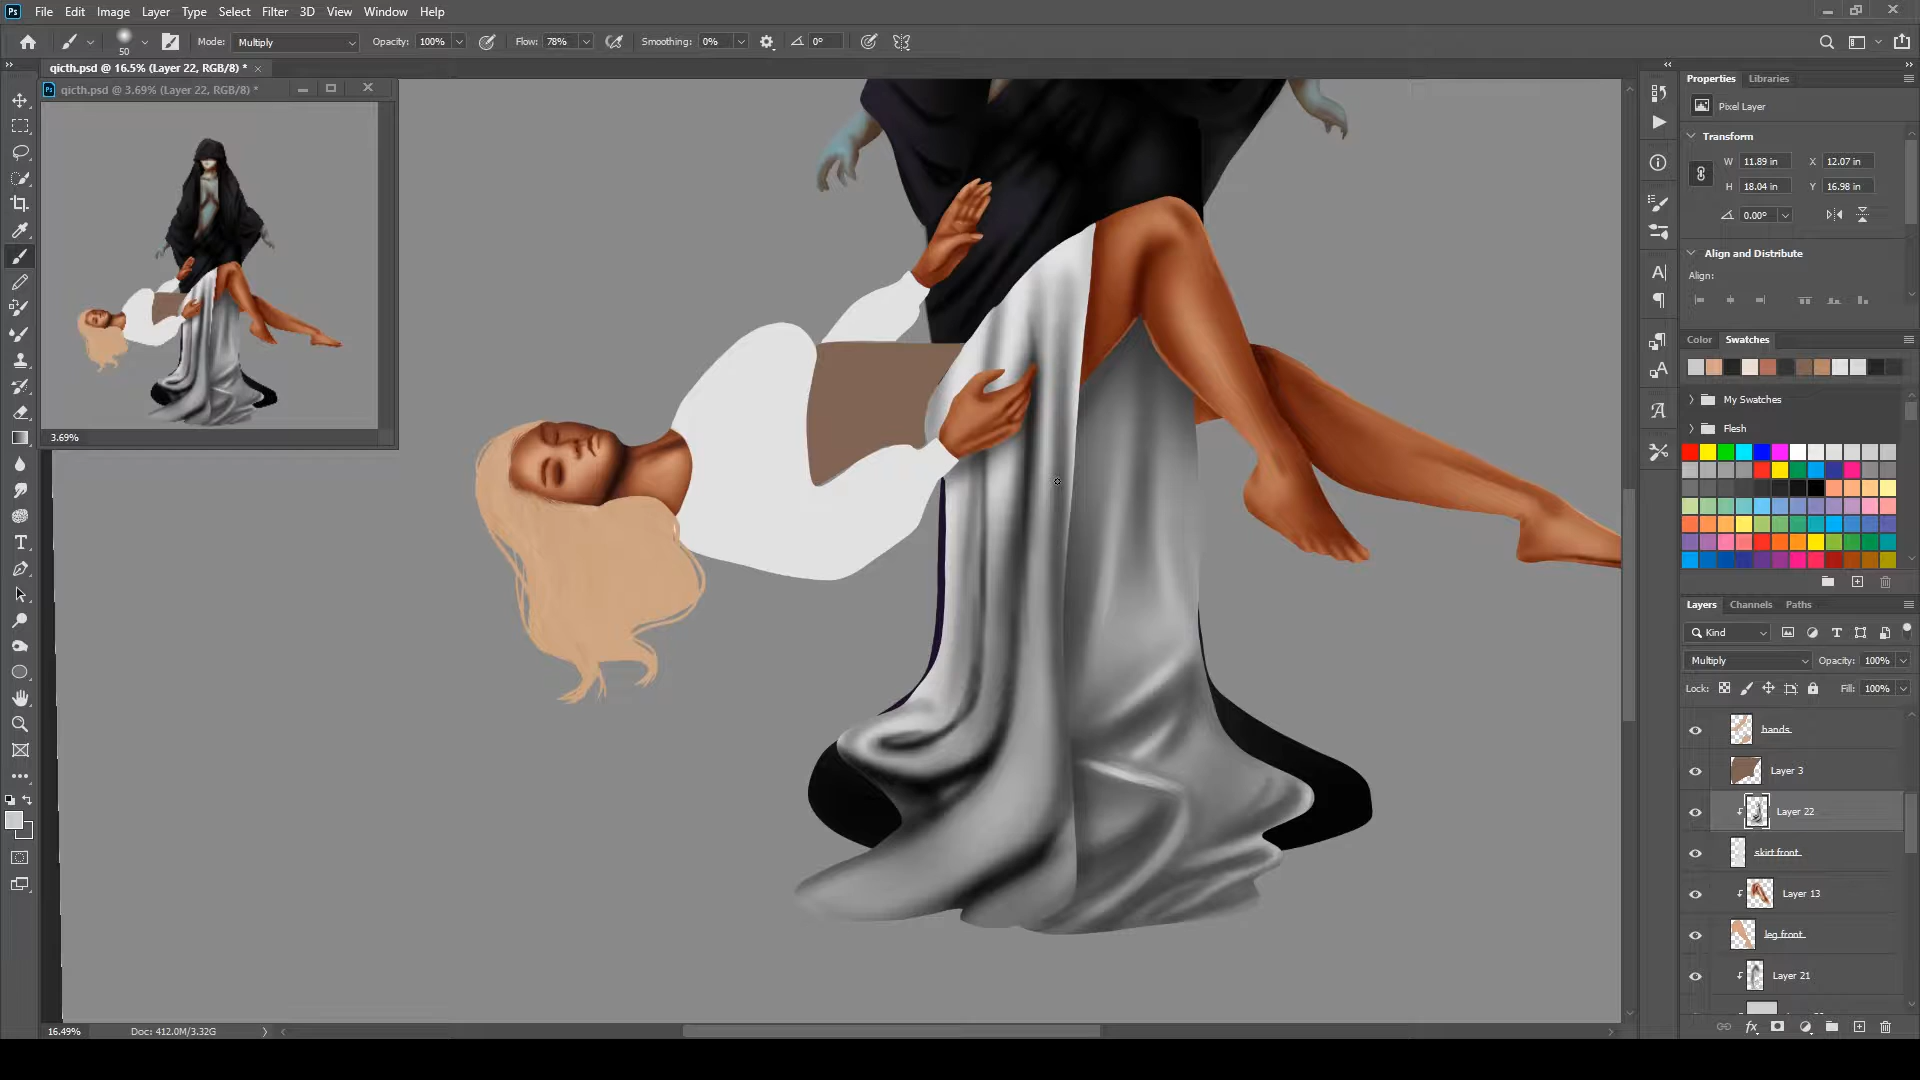 Ps File Edit Image Layer Type Select Filter 3D View Window Help
50 Mode: Multiply Opacity: 100% Flow: 78% Smoothing: 0% 0°
qicth.psd @ 16.5% (Layer 22, RGB/8) *
Ps qicth.psd @ 3.69% (Layer 22, RGB/8) *
3.69%
Properties Libraries
Pixel Layer
Transform
W 11.89 in X 12.07 in
H 18.04 in Y 16.98 in
0.00°
Align and Distribute
Align:
Color Swatches
My Swatches
Flesh
Layers Channels Paths
Kind
Multiply Opacity: 100%
Lock: Fill: 100%
hands
Layer 3
Layer 22
skirt front
Layer 13
leg front
Layer 21
16.49% Doc: 412.0M/3.32G